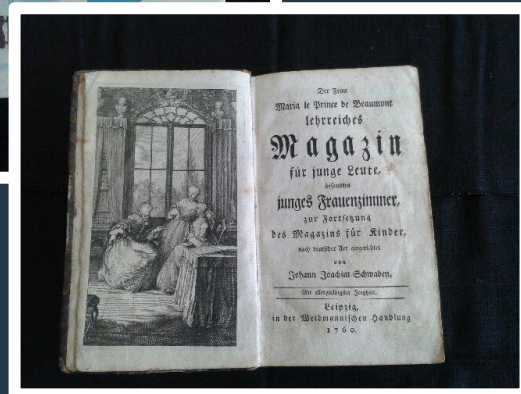 Der Frau
Maria le Prince de Beaumont
lehrreiches
Magazin
für junge Leute,
besonders
junges Frauenzimmer,
zur Fortsetzung
des Magazins für Kinder,
nach deutscher Art eingerichtet
von
Johann Joachim Schwaben.
Mit allergnädigster Freyheit.
Leipzig,
in der Weidmannischen Handlung
1760.